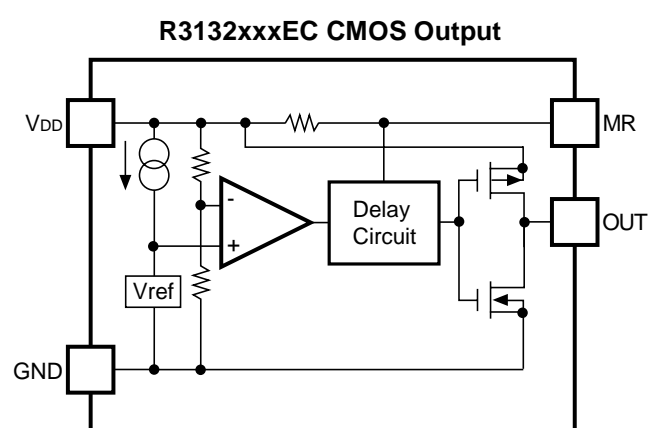 R3132xxxEC CMOS Output
VDD
MR
-
+
Delay
Circuit
OUT
Vref
GND